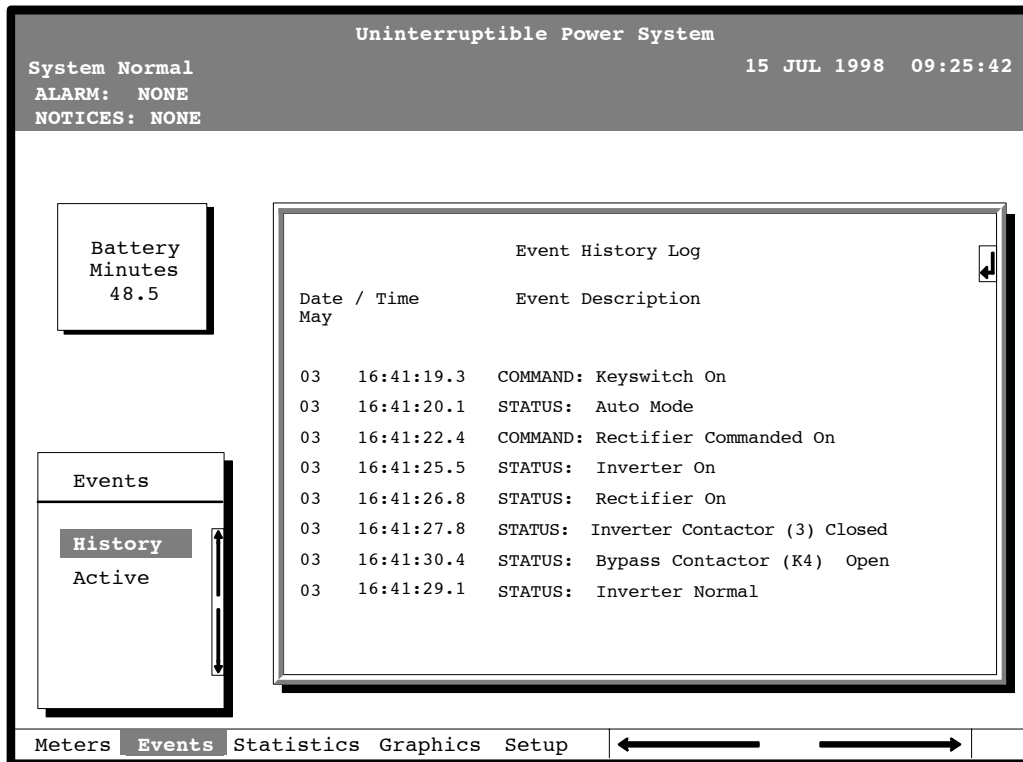 Uninterruptible Power System
System Normal
15 JUL 1998 09:25:42
ALARM: NONE
NOTICES: NONE
Battery
Minutes
48.5
Event History Log
Date / Time Event Description
May
03 16:41:19.3 COMMAND: Keyswitch On
03 16:41:20.1 STATUS: Auto Mode
03 16:41:22.4 COMMAND: Rectifier Commanded On
03 16:41:25.5 STATUS: Inverter On
03 16:41:26.8 STATUS: Rectifier On
03 16:41:27.8 STATUS: Inverter Contactor (3) Closed
03 16:41:30.4 STATUS: Bypass Contactor (K4) Open
03 16:41:29.1 STATUS: Inverter Normal
Events
History
Active
Meters Events Statistics Graphics Setup